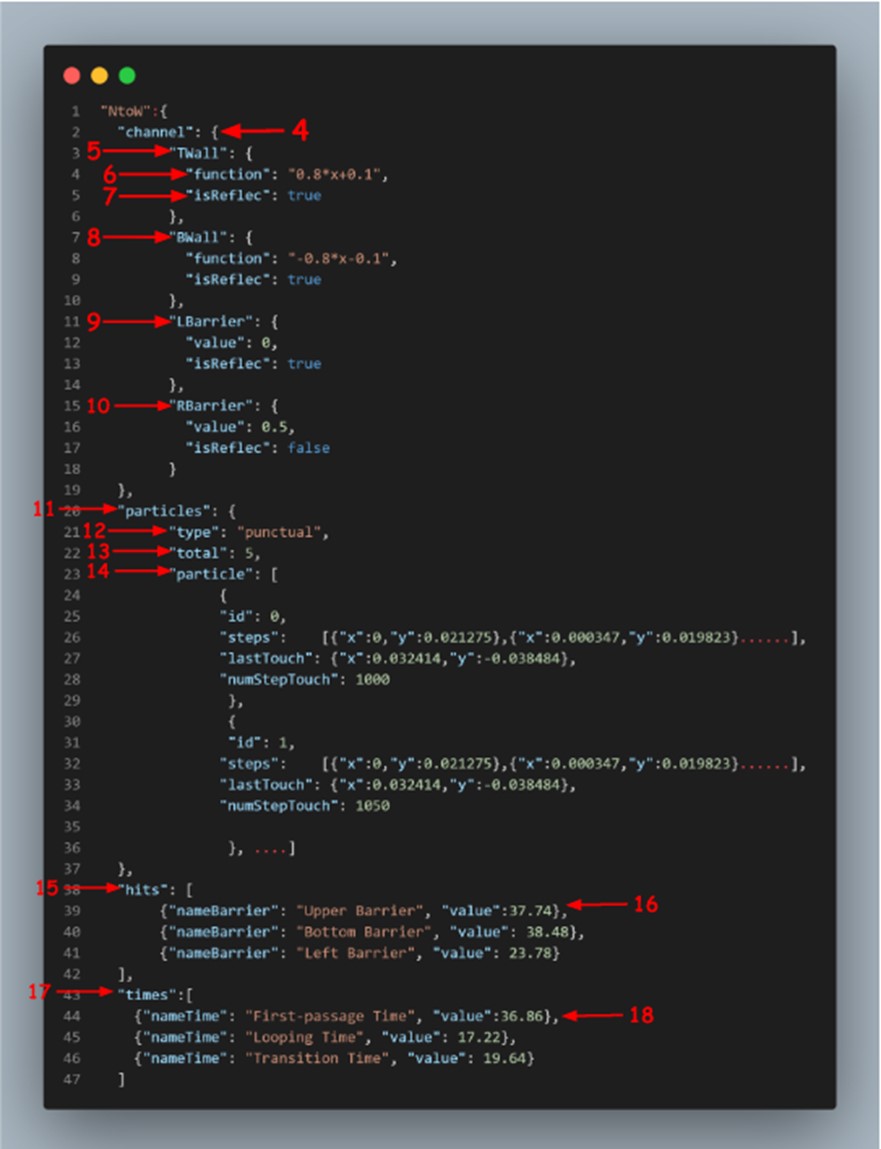 1 "NtoW":{
2 "channel": { 4
5 3 "TWall": {
6 4 "function": "0.8*x+0.1",
7 5 "isReflec": true
6 },
8 7 "BWall": {
8 "function": "-0.8*x-0.1",
9 "isReflec": true
10 },
9 11 "LBarrier": {
12 "value": 0,
13 "isReflec": true
14 },
10 15 "RBarrier": {
16 "value": 0.5,
17 "isReflec": false
18 }
19 },
11 20 "particles": {
12 21 "type": "punctual",
13 22 "total": 5,
14 23 "particle": [
24 {
25 "id": 0,
26 "steps": [{"x":0,"y":0.021275},{"x":0.000347,"y":0.019823}......],
27 "lastTouch": {"x":0.032414,"y":-0.038484},
28 "numStepTouch": 1000
29 },
30 {
31 "id": 1,
32 "steps": [{"x":0,"y":0.021275},{"x":0.000347,"y":0.019823}......],
33 "lastTouch": {"x":0.032414,"y":-0.038484},
34 "numStepTouch": 1050
35
36 }, ....]
37 },
15 38 "hits": [
39 {"nameBarrier": "Upper Barrier", "value":37.74}, 16
40 {"nameBarrier": "Bottom Barrier", "value": 38.48},
41 {"nameBarrier": "Left Barrier", "value": 23.78}
42 ],
17 43 "times":[
44 {"nameTime": "First-passage Time", "value":36.86}, 18
45 {"nameTime": "Looping Time", "value": 17.22},
46 {"nameTime": "Transition Time", "value": 19.64}
47 ]